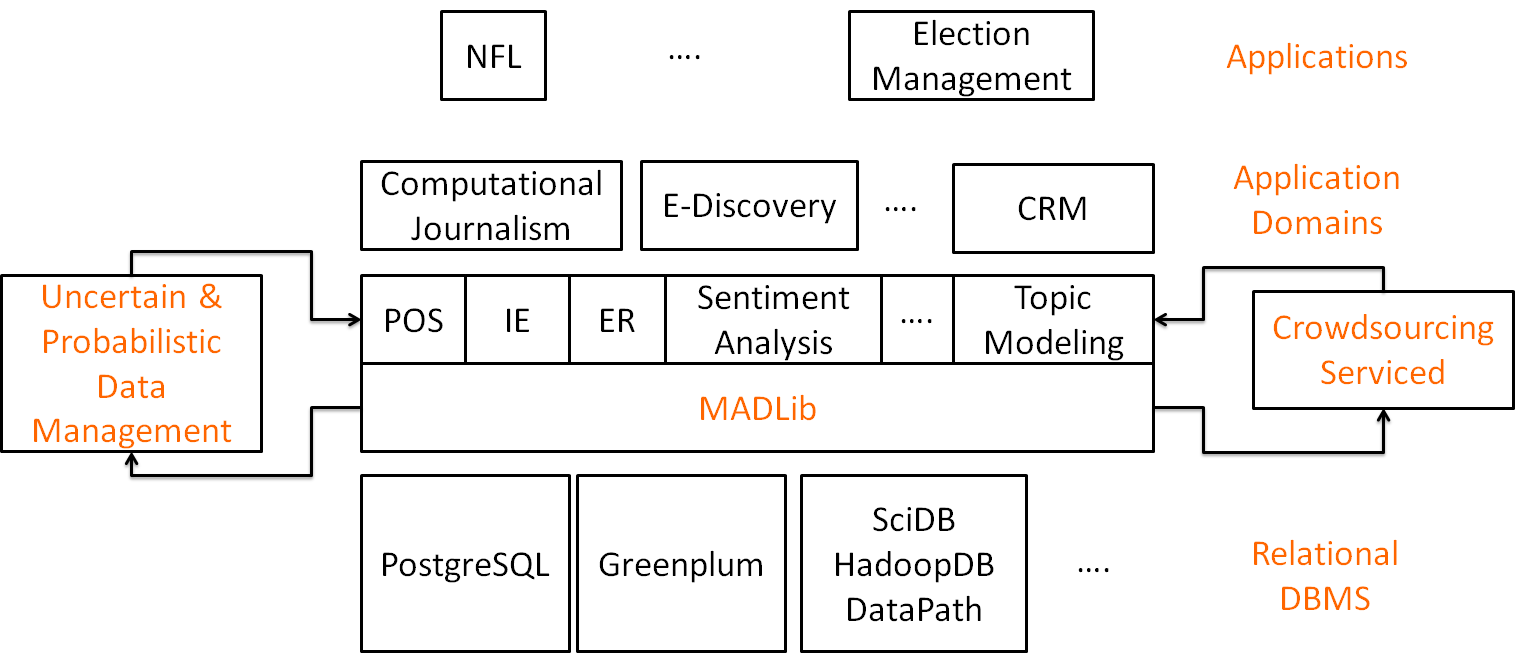 NFL
....
Election
Management
Applications
Computational
Journalism
E-Discovery
....
CRM
Application
Domains
Uncertain &
Probabilistic
Data
Management
POS
IE
ER
Sentiment
Analysis
....
Topic
Modeling
MADLib
Crowdsourcing
Serviced
PostgreSQL
Greenplum
SciDB
HadoopDB
DataPath
....
Relational
DBMS